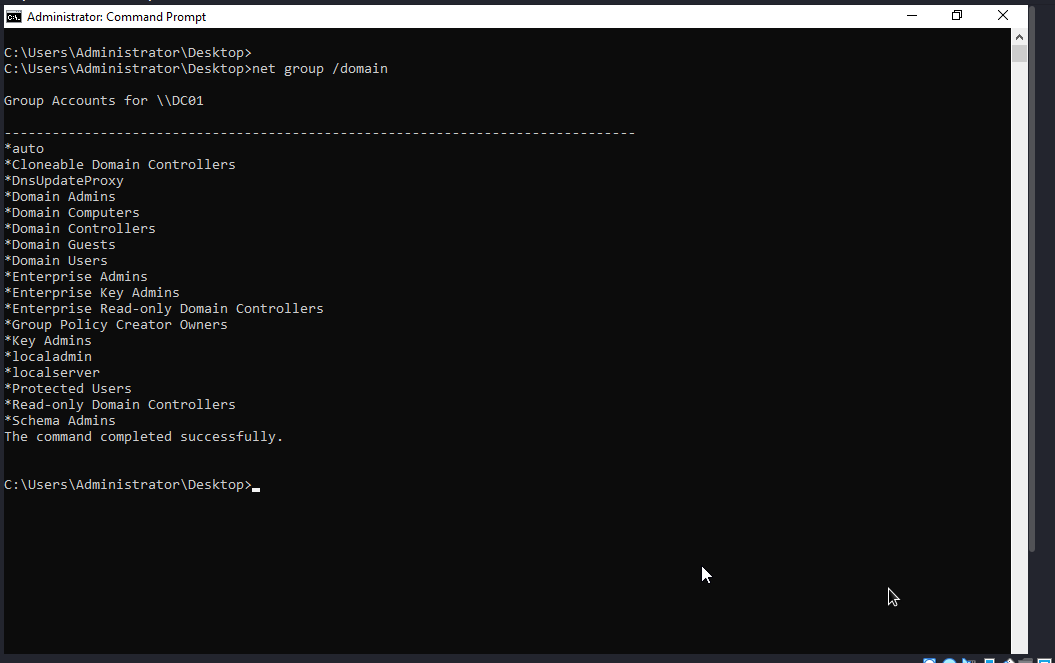 Administrator: Command Prompt
C:\Users\Administrator\Desktop>
C:\Users\Administrator\Desktop>net group /domain
Group Accounts for \\DC01
-------------------------------------------------------------------------------
*auto
*Cloneable Domain Controllers
*DnsUpdateProxy
*Domain Admins
*Domain Computers
*Domain Controllers
*Domain Guests
*Domain Users
*Enterprise Admins
*Enterprise Key Admins
*Enterprise Read-only Domain Controllers
*Group Policy Creator Owners
*Key Admins
*localadmin
*localserver
*Protected Users
*Read-only Domain Controllers
*Schema Admins
The command completed successfully.
C:\Users\Administrator\Desktop>